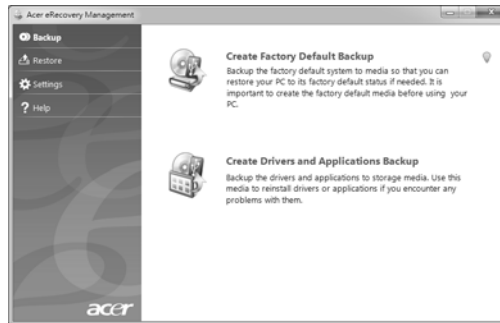 Acer eRecovery Management
Backup
Restore
Settings
Help
Create Factory Default Backup
Backup the factory default system to media so that you can
restore your PC to its factory default status if needed. It is
important to create the factory default media before using your
PC.
Create Drivers and Applications Backup
Backup the drivers and applications to storage media. Use this
media to reinstall drivers or applications if you encounter any
problems with them.
acer